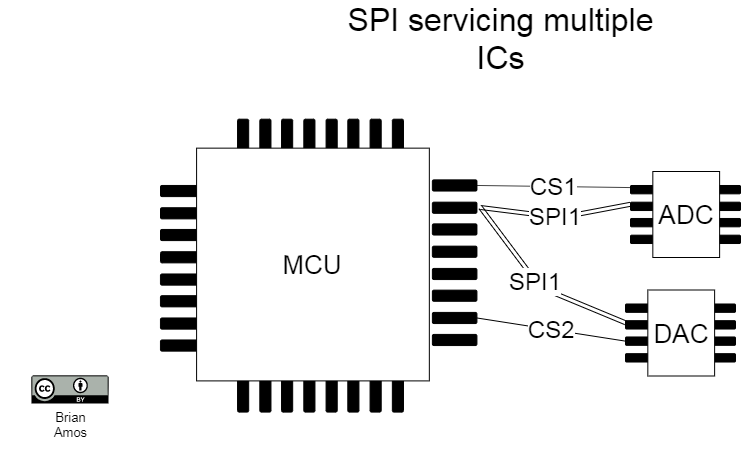 SPI servicing multiple
ICs
CS1
SPI1
ADC
MCU
SPI1
CS2
DAC
cc
BY
Brian
Amos